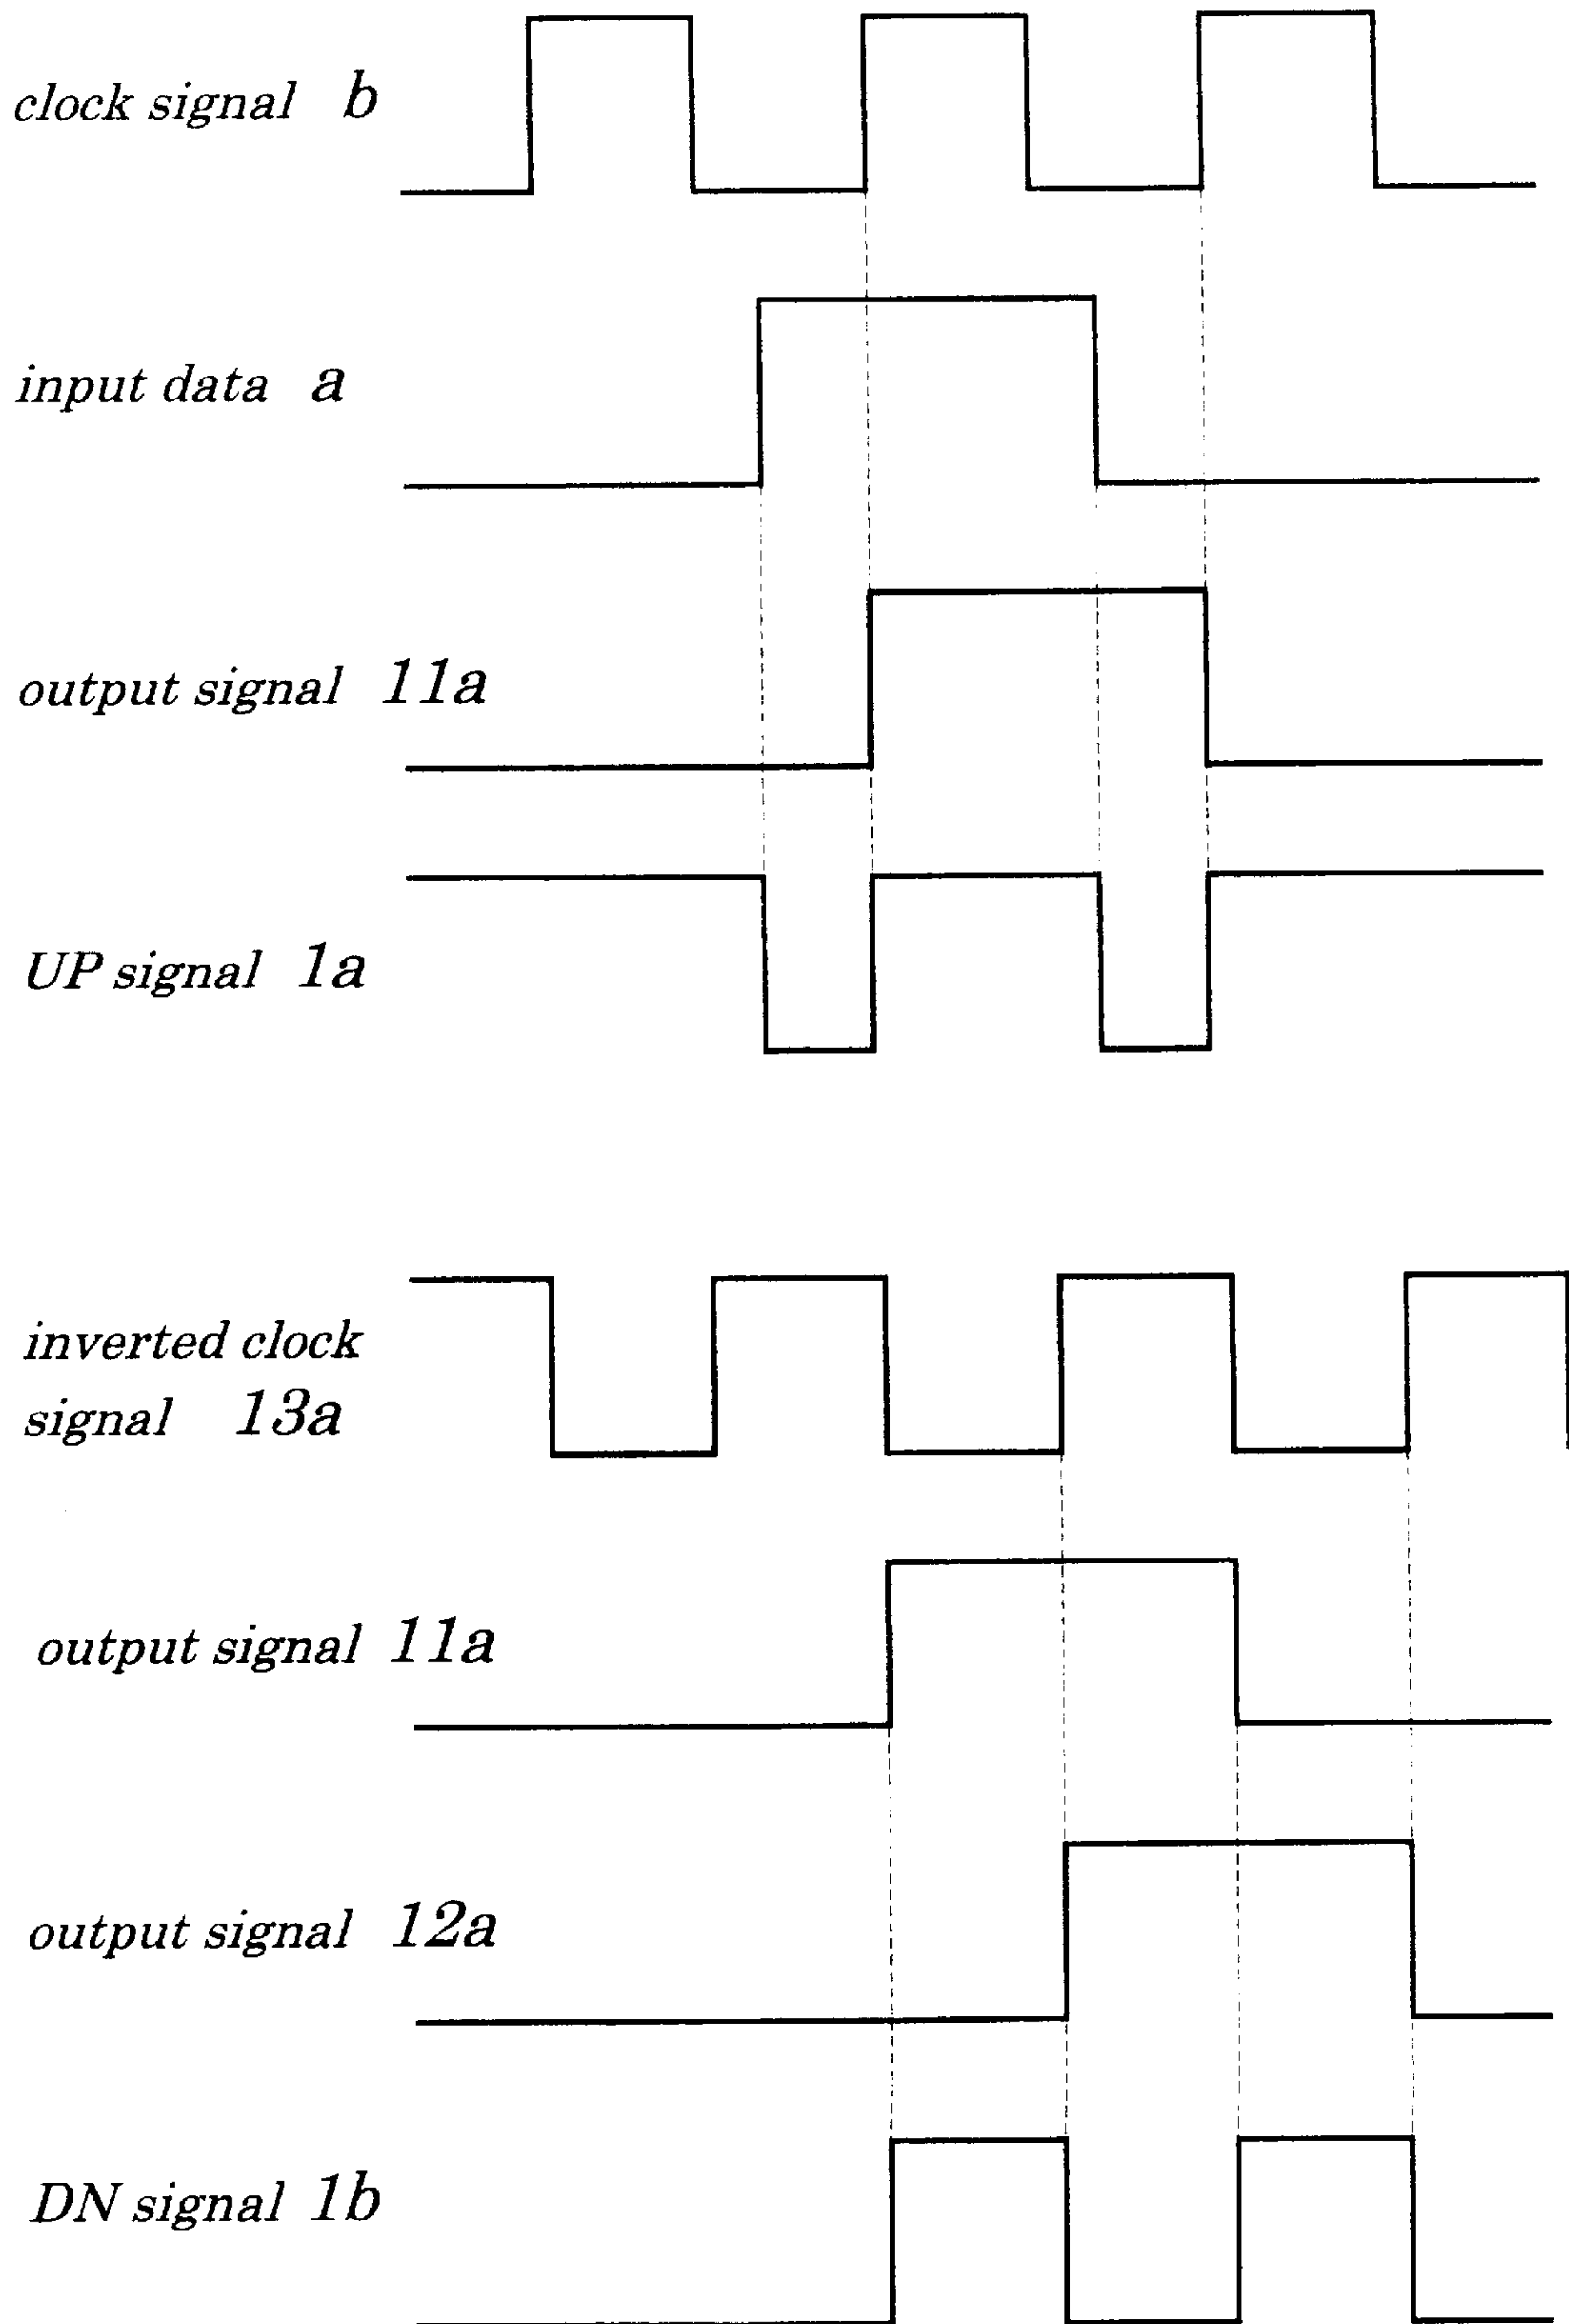 clock signal b
input data a
output signal 11a
UP signal 1a
inverted clock
signal 13a
output signal 11a
output signal 12a
DN signal 1b